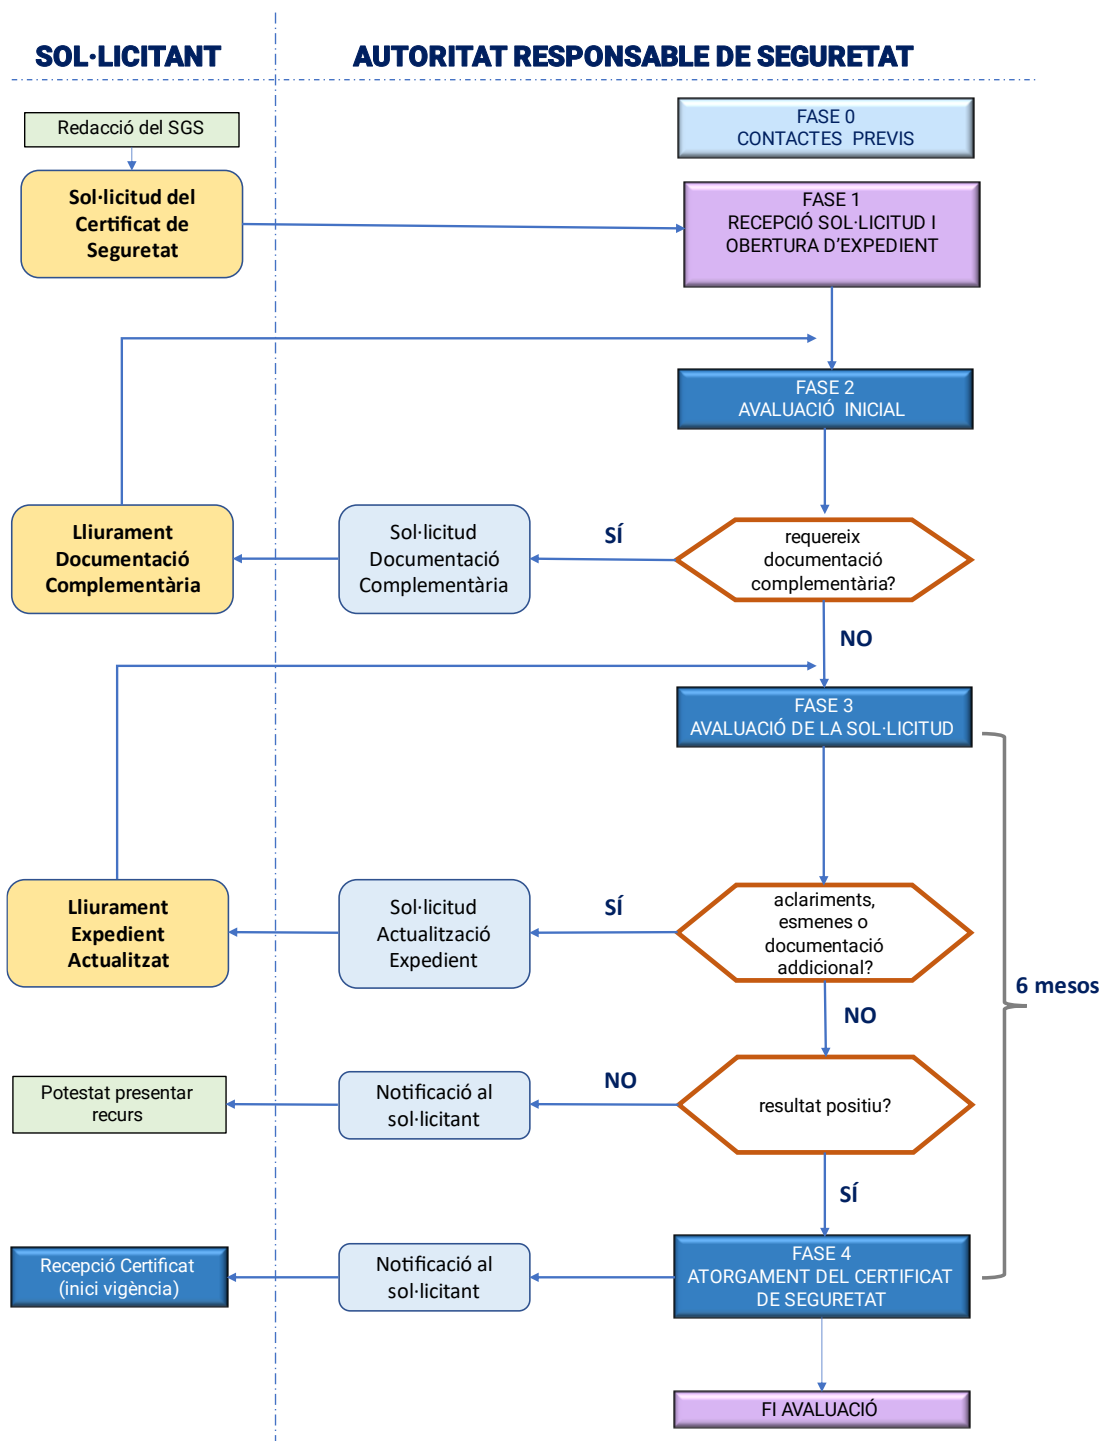 SOL·LICITANT
AUTORITAT RESPONSABLE DE SEGURETAT
Redacció del SGS
FASE 0
CONTACTES PREVIS
Sol·licitud del
Certificat de
Seguretat
FASE 1
RECEPCIÓ SOL·LICITUD I
OBERTURA D'EXPEDIENT
FASE 2
AVALUACIÓ INICIAL
Lliurament
Documentació
Complementària
Sol·licitud
Documentació
Complementària
SÍ
requereix
documentació
complementària?
NO
FASE 3
AVALUACIÓ DE LA SOL·LICITUD
Lliurament
Expedient
Actualitzat
Sol·licitud
Actualització
Expedient
SÍ
aclariments,
esmenes o
documentació
addicional?
6 mesos
NO
Potestat presentar
recurs
Notificació al
sol·licitant
NO
resultat positiu?
SÍ
Recepció Certificat
(inici vigència)
Notificació al
sol·licitant
FASE 4
ATORGAMENT DEL CERTIFICAT
DE SEGURETAT
FI AVALUACIÓ